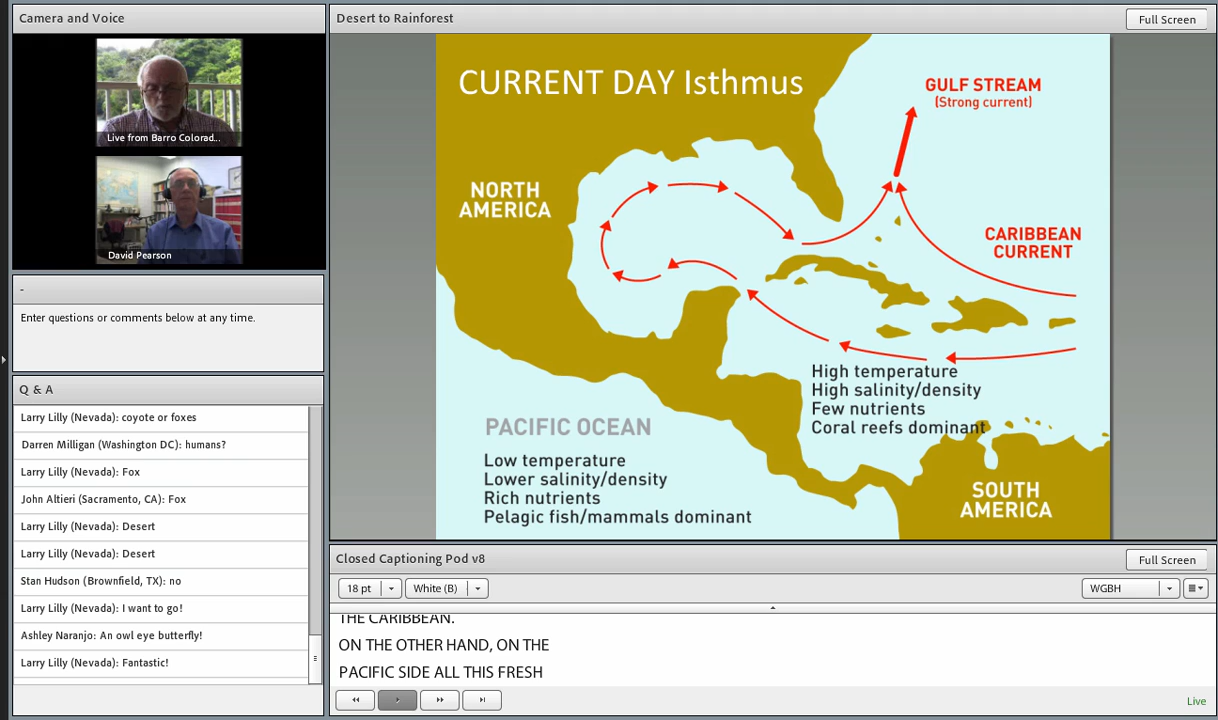 Camera and Voice
Live from Barro Colorad...
David Pearson
-
Enter questions or comments below at any time.
Q & A
Larry Lilly (Nevada): coyote or foxes
Darren Milligan (Washington DC): humans?
Larry Lilly (Nevada): Fox
John Altieri (Sacramento, CA): Fox
Larry Lilly (Nevada): Desert
Larry Lilly (Nevada): Desert
Stan Hudson (Brownfield, TX): no
Larry Lilly (Nevada): I want to go!
Ashley Naranjo: An owl eye butterfly!
Larry Lilly (Nevada): Fantastic!
Desert to Rainforest
Full Screen
CURRENT DAY Isthmus
GULF STREAM
(Strong current)
NORTH
AMERICA
CARIBBEAN
CURRENT
High temperature
High salinity/density
Few nutrients
Coral reefs dominant
PACIFIC OCEAN
Low temperature
Lower salinity/density
Rich nutrients
Pelagic fish/mammals dominant
SOUTH
AMERICA
Closed Captioning Pod v8
Full Screen
18 pt
White (B)
WGBH
THE CARIBBEAN.
ON THE OTHER HAND, ON THE
PACIFIC SIDE ALL THIS FRESH
Live